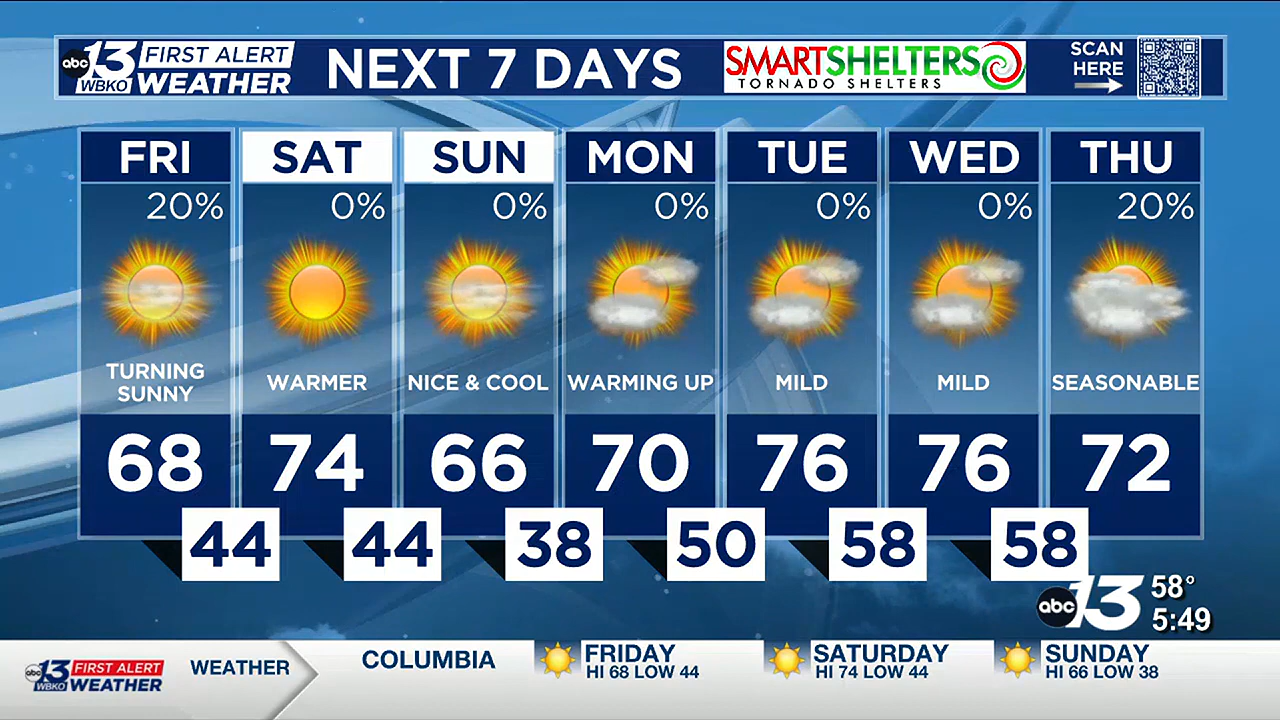 abc 13 WBKO FIRST ALERT WEATHER
NEXT 7 DAYS
SMARTSHELTERS
TORNADO SHELTERS
SCAN
HERE
FRI SAT SUN MON TUE WED THU
20% 0% 0% 0% 0% 0% 20%
TURNING
SUNNY
WARMER
NICE & COOL
WARMING UP
MILD
MILD
SEASONABLE
68 74 66 70 76 76 72
44 44 38 50 58 58
abc 13
58°
5:49
abc 13 WBKO FIRST ALERT WEATHER
WEATHER
COLUMBIA
FRIDAY
HI 68 LOW 44
SATURDAY
HI 74 LOW 44
SUNDAY
HI 66 LOW 38